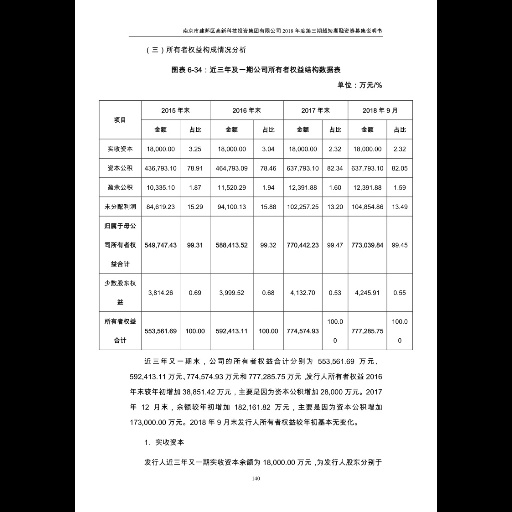 南京市建邺区高新科技投资集团有限公司 2018 年度第三期超短期融资券募集说明书
（三）所有者权益构成情况分析
图表 6-34：近三年及一期公司所有者权益结构数据表
单位：万元/%
项目 2015 年末 2016 年末 2017 年末 2018 年 9 月
金额 占比 金额 占比 金额 占比 金额 占比
实收资本 18,000.00 3.25 18,000.00 3.04 18,000.00 2.32 18,000.00 2.32
资本公积 436,793.10 78.91 464,793.09 78.46 637,793.10 82.34 637,793.10 82.05
盈余公积 10,335.10 1.87 11,520.29 1.94 12,391.88 1.60 12,391.88 1.59
未分配利润 84,619.23 15.29 94,100.13 15.88 102,257.25 13.20 104,854.86 13.49
归属于母公
司所有者权 549,747.43 99.31 588,413.52 99.32 770,442.23 99.47 773,039.84 99.45
益合计
少数股东权
益 3,814.26 0.69 3,999.52 0.68 4,132.70 0.53 4,245.91 0.55
所有者权益
合计 553,561.69 100.00 592,413.11 100.00 774,574.93 100.00 777,285.75 100.00
近三年又一期末，公司的所有者权益合计分别为 553,561.69 万元、
592,413.11 万元、774,574.93 万元和 777,285.75 万元，发行人所有者权益 2016
年末较年初增加 38,851.42 万元，主要是因为资本公积增加 28,000 万元。2017
年 12 月末，余额较年初增加 182,161.82 万元，主要是因为资本公积增加
173,000.00 万元。2018 年 9 月末发行人所有者权益较年初基本无变化。
1．实收资本
发行人近三年又一期实收资本余额为 18,000.00 万元，为发行人股东分别于
140